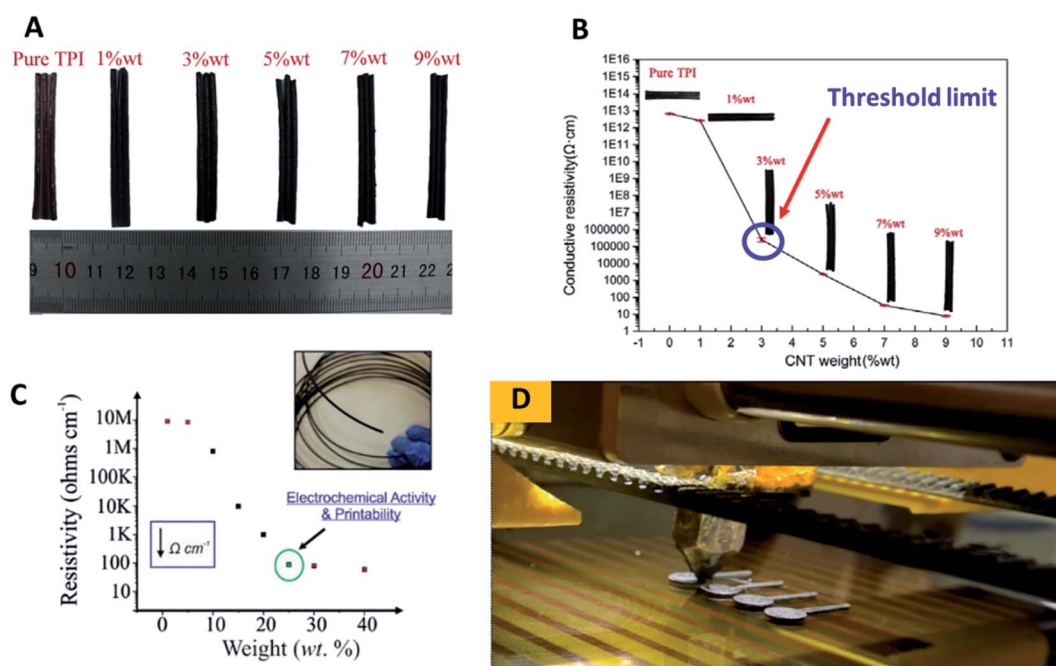 A
Pure TPI 1%wt 3%wt 5%wt 7%wt 9%wt
9 10 11 12 13 14 15 16 17 18 19 20 21 22 2
B
1E16
1E15
1E14
1E13
1E12
1E11
1E10
1E9
1E8
1E7
1000000
100000
10000
1000
100
10
1
Conductive resistivity(Ω·cm)
Pure TPI
1%wt
Threshold limit
3%wt
5%wt
7%wt
9%wt
-1 0 1 2 3 4 5 6 7 8 9 10 11
CNT weight(%wt)
C
Resistivity (ohms cm⁻¹)
10M
1M
100K
10K
1K
100
10
Electrochemical Activity
& Printability
↓ Ω cm⁻¹
0 10 20 30 40
Weight (wt. %)
D